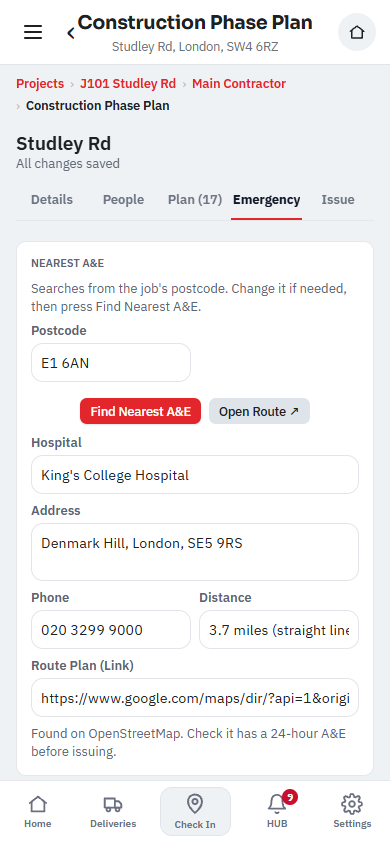 Construction Phase Plan
Studley Rd, London, SW4 6RZ
Projects › J101 Studley Rd › Main Contractor
› Construction Phase Plan
Studley Rd
All changes saved
Details People Plan (17) Emergency Issue
NEAREST A&E
Searches from the job's postcode. Change it if needed,
then press Find Nearest A&E.
Postcode
E1 6AN
Find Nearest A&E Open Route ↗
Hospital
King's College Hospital
Address
Denmark Hill, London, SE5 9RS
Phone Distance
020 3299 9000 3.7 miles (straight line
Route Plan (Link)
https://www.google.com/maps/dir/?api=1&origi
Found on OpenStreetMap. Check it has a 24-hour A&E
before issuing.
9
Home Deliveries Check In HUB Settings